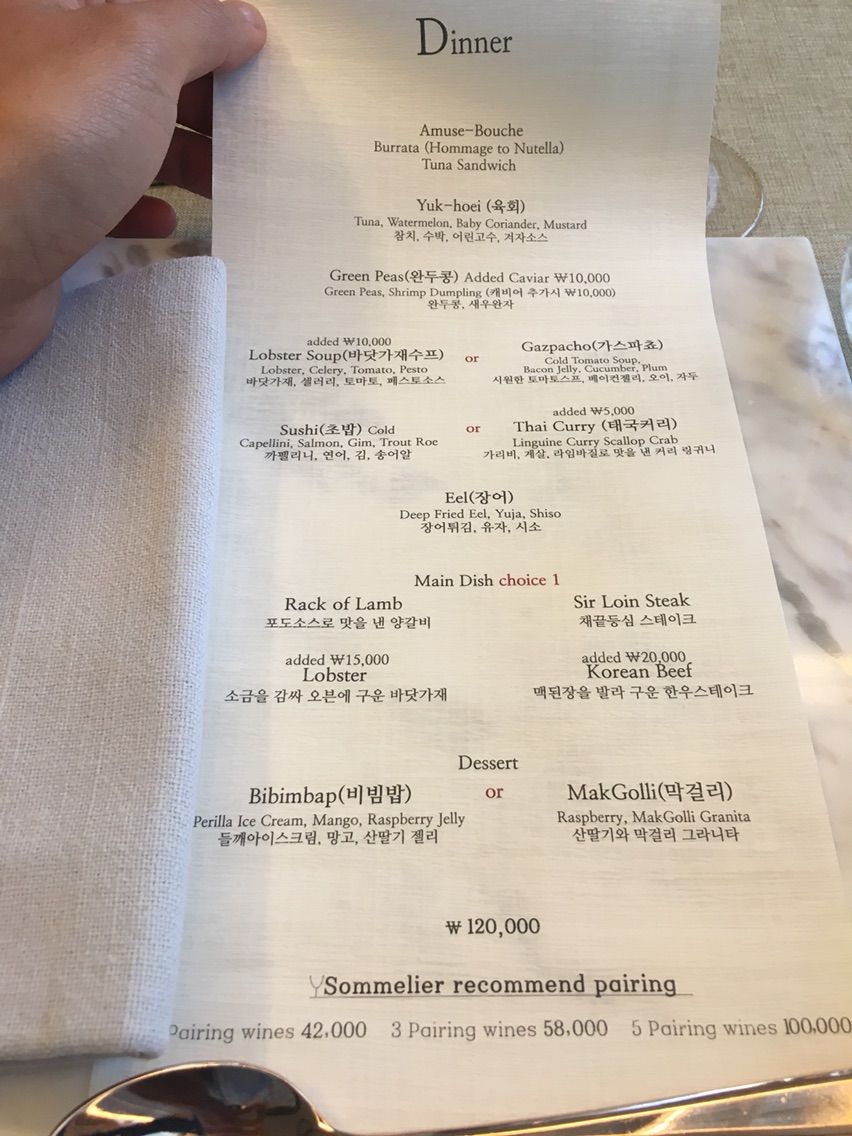 Dinner
Amuse-Bouche
Burrata (Hommage to Nutella)
Tuna Sandwich
Yuk-hoei (육회)
Tuna, Watermelon, Baby Coriander, Mustard
참치, 수박, 어린고수, 겨자소스
Green Peas(완두콩) Added Caviar ₩10,000
Green Peas, Shrimp Dumpling (캐비어 추가시 ₩10,000)
완두콩, 새우완자
added ₩10,000
Lobster Soup(바닷가재수프)
Lobster, Celery, Tomato, Pesto
바닷가재, 샐러리, 토마토, 페스토소스
or
Gazpacho(가스파쵸)
Cold Tomato Soup,
Bacon Jelly, Cucumber, Plum
시원한 토마토스프, 베이컨젤리, 오이, 자두
Sushi(초밥) Cold
Capellini, Salmon, Gim, Trout Roe
까펠리니, 연어, 김, 송어알
or
added ₩5,000
Thai Curry (태국커리)
Linguine Curry Scallop Crab
가리비, 게살, 라임바질로 맛을 낸 커리 링귀니
Eel(장어)
Deep Fried Eel, Yuja, Shiso
장어튀김, 유자, 시소
Main Dish choice 1
Rack of Lamb
포도소스로 맛을 낸 양갈비
Sir Loin Steak
채끝등심 스테이크
added ₩15,000
Lobster
소금을 감싸 오븐에 구운 바닷가재
added ₩20,000
Korean Beef
맥된장을 발라 구운 한우스테이크
Dessert
Bibimbap(비빔밥)
Perilla Ice Cream, Mango, Raspberry Jelly
들깨아이스크림, 망고, 산딸기 젤리
or
MakGolli(막걸리)
Raspberry, MakGolli Granita
산딸기와 막걸리 그라니타
₩ 120,000
Sommelier recommend pairing
Pairing wines 42,000 3 Pairing wines 58,000 5 Pairing wines 100,000